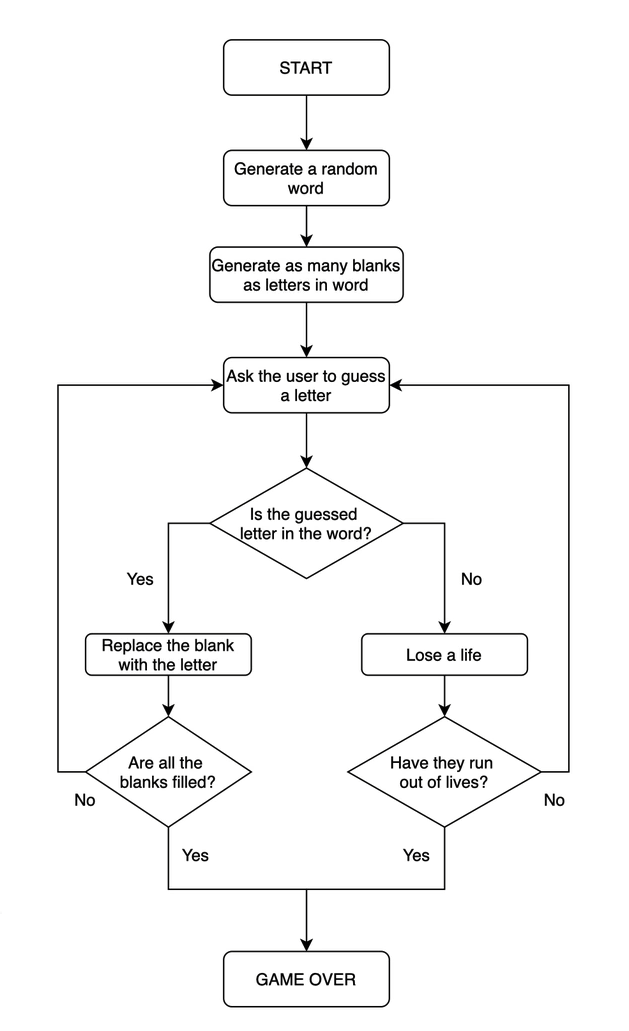 START
Generate a random
word
Generate as many blanks
as letters in word
Ask the user to guess
a letter
Is the guessed
letter in the word?
Yes
No
Replace the blank
with the letter
Lose a life
Are all the
blanks filled?
Have they run
out of lives?
No
No
Yes
Yes
GAME OVER